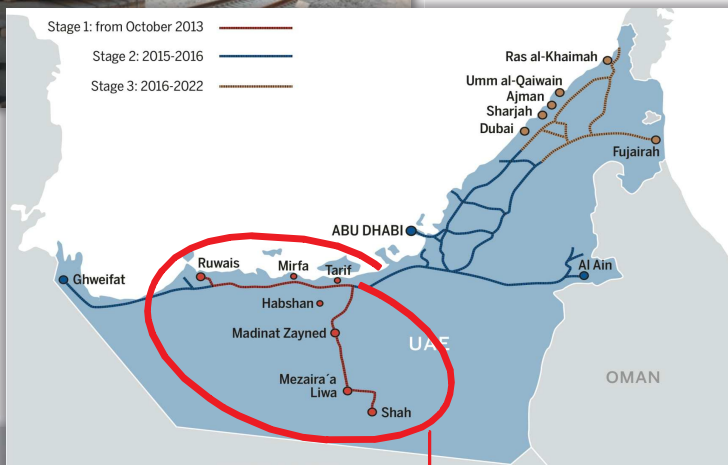 Stage 1: from October 2013
Stage 2: 2015-2016
Stage 3: 2016-2022
Ras al-Khaimah
Umm al-Qaiwain
Ajman
Sharjah
Dubai
Fujairah
ABU DHABI
Ghweifat
Ruwais
Mirfa
Tarif
Al Ain
Habshan
Madinat Zayned
UAE
Mezaira´a
Liwa
Shah
OMAN